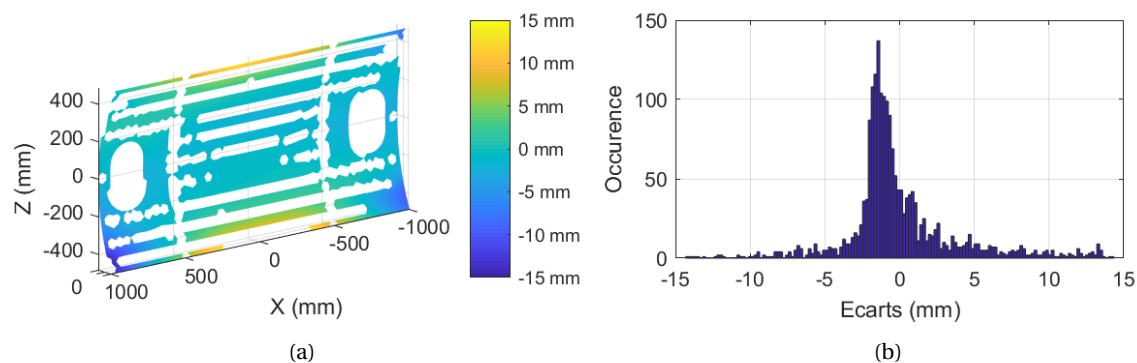 400
200
0
-200
-400
Z (mm)
0
1000
500
0
-500
-1000
X (mm)
15 mm
10 mm
5 mm
0 mm
-5 mm
-10 mm
-15 mm
(a)
150
100
50
0
Occurence
-15
-10
-5
0
5
10
15
Ecarts (mm)
(b)